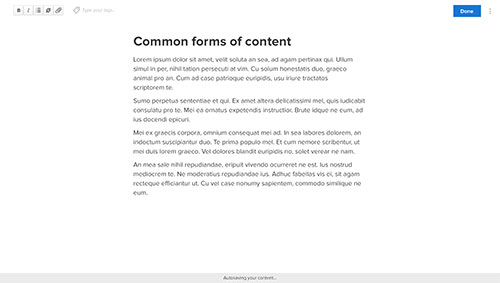 B I
Type your tags...
Done
Common forms of content
Lorem ipsum dolor sit amet, velit soluta an sea, ad agam pertinax qui. Ullum
simul in per, nihil tation persecuti at vim. Cu solum honestatis duo, graeco
animal pro an. Cum ad case patrioque euripidis, usu iriure tractatos
scriptorem te.
Sumo perpetua sententiae et qui. Ex amet altera delicatissimi mel, quis iudicabit
consulatu pro te. Mei ea ornatus expetendis instructior. Brute idque ne eum, ad
ius docendi epicuri.
Mei ex graecis corpora, omnium consequat mei ad. In sea labores dolorem, an
indoctum suscipiantur duo. Te prima populo mel. Et cum nemore scribentur, ut
mei duis lorem graeco. Vel dolores blandit euripidis no, solet verear ne nam.
An mea sale nihil repudiandae, eripuit vivendo ocurreret ne est. Ius nostrud
mediocrem te. Ne moderatius repudiandae ius. Adhuc fabellas vis ei, sit agam
recteque efficiantur ut. Cu vel case nonumy sapientem, commodo similique ne
eum.
Autosaving your content...